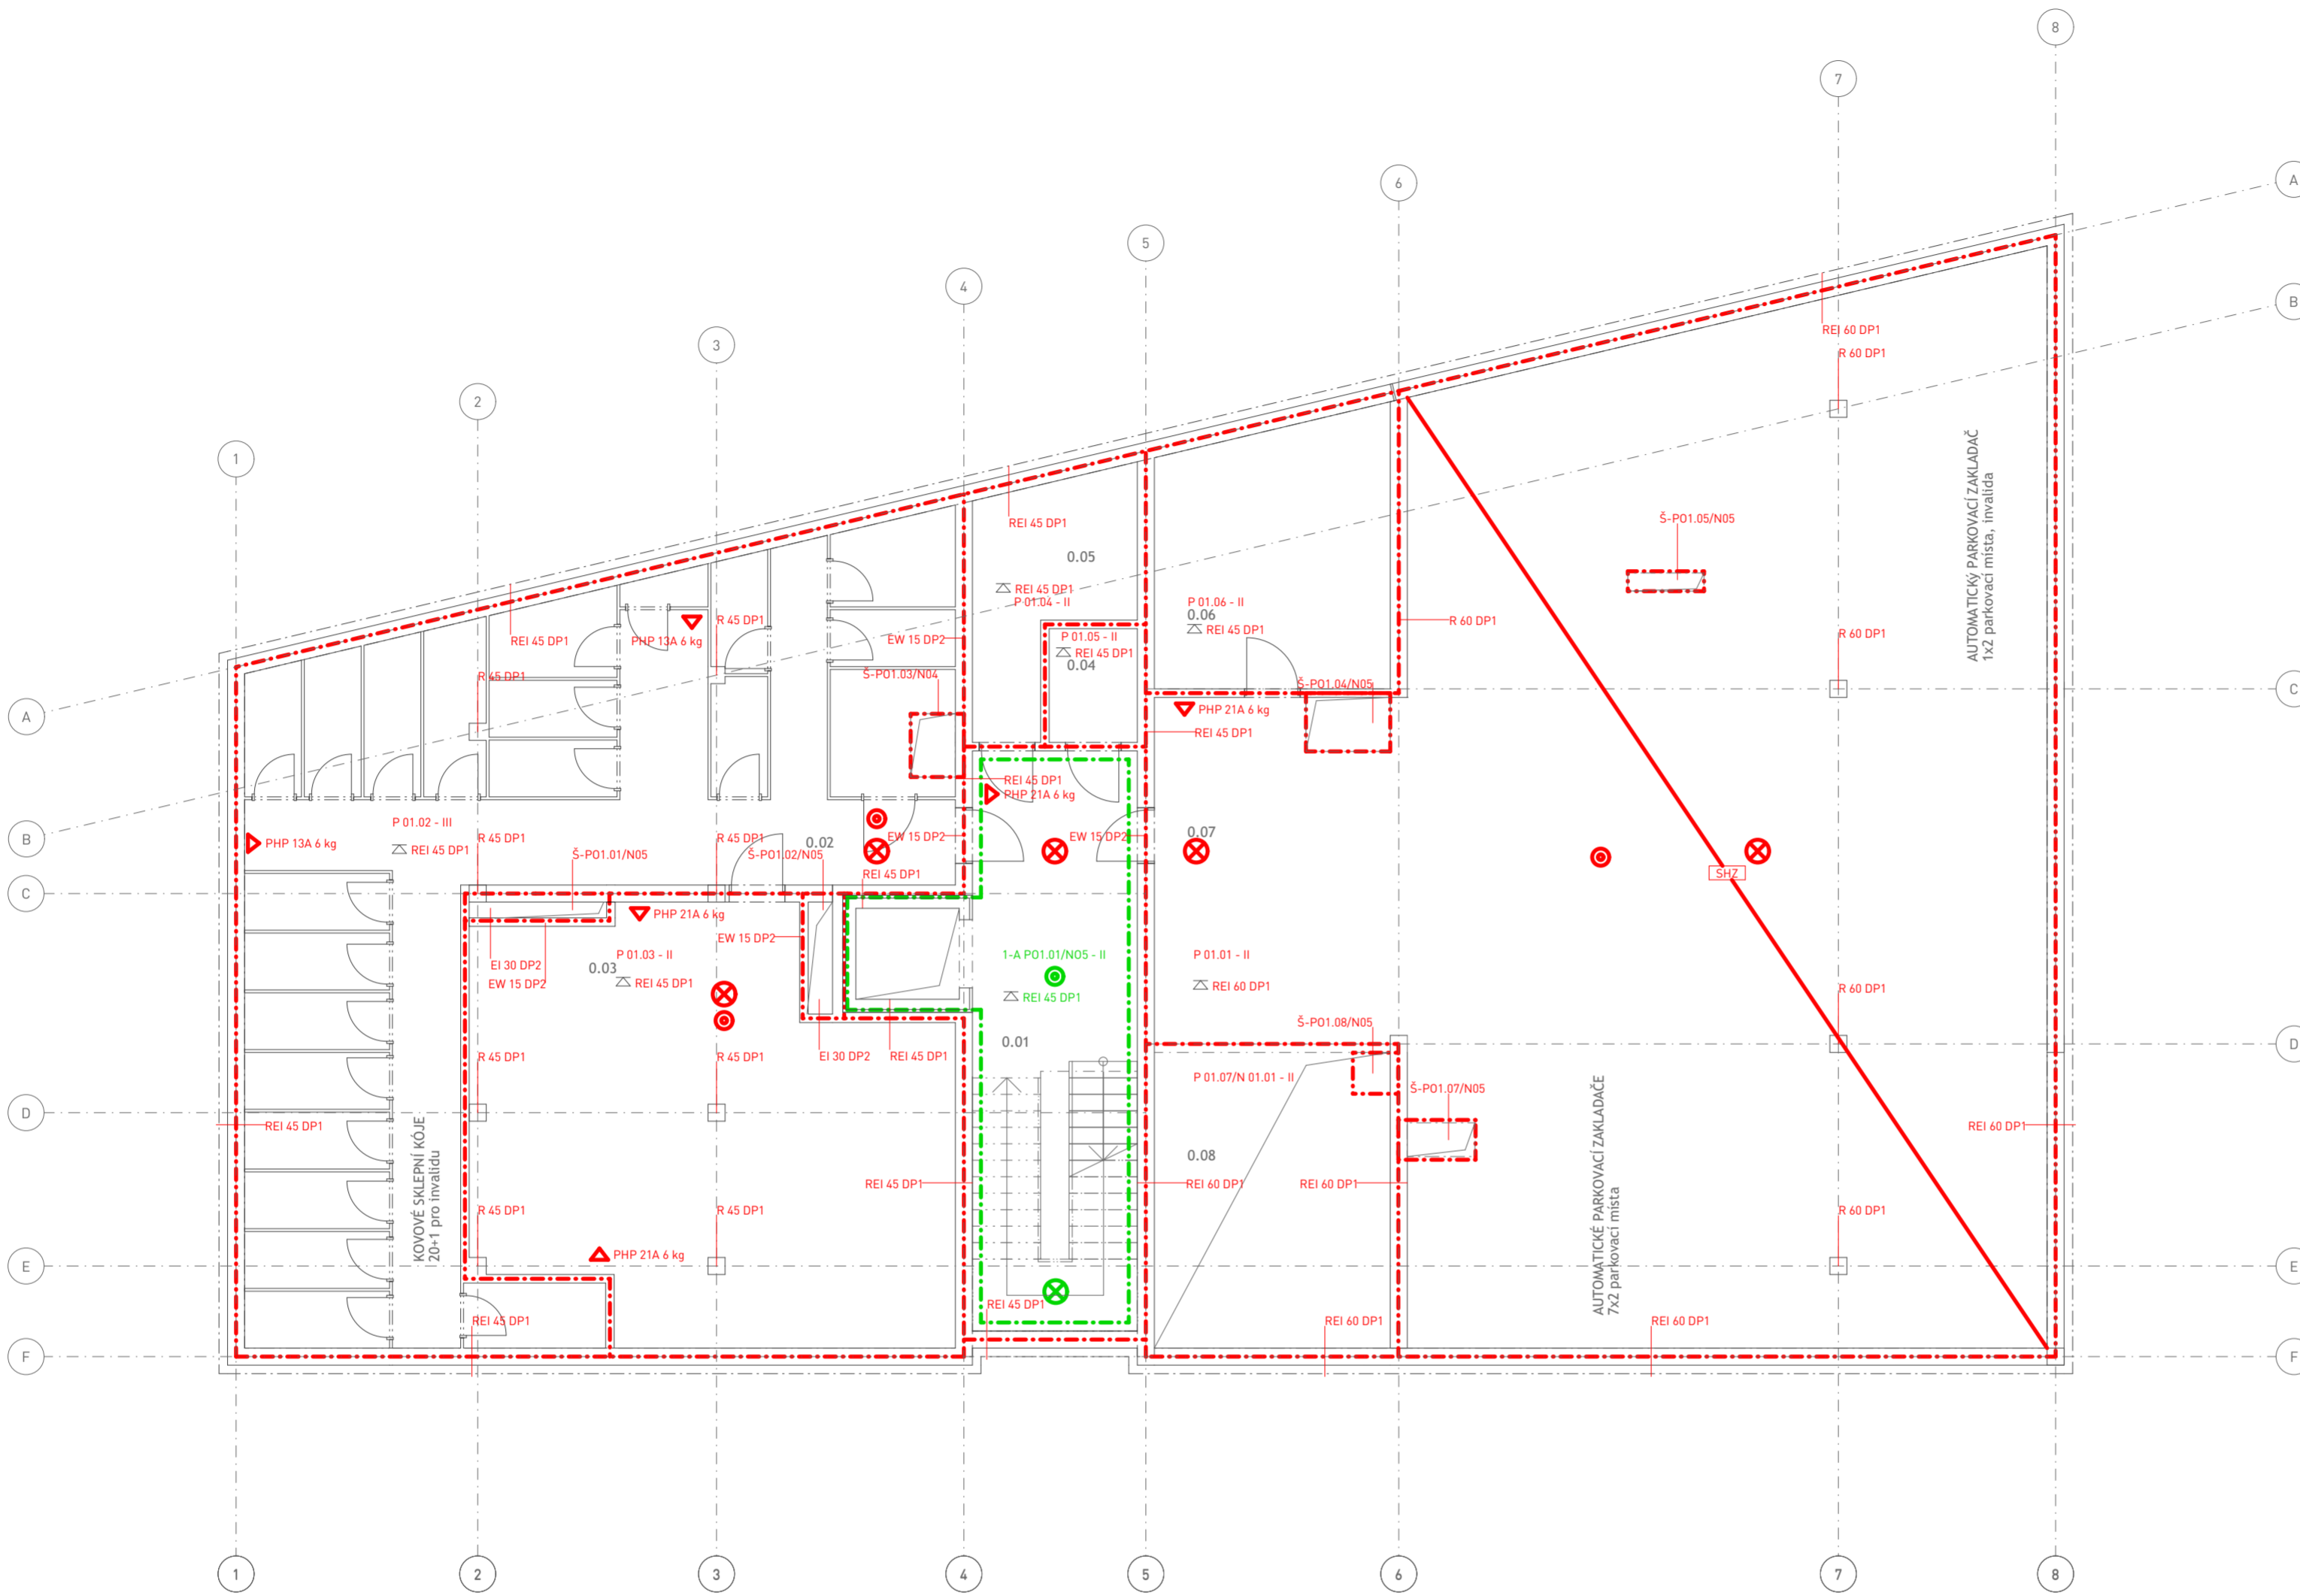 8
7
A
6
5
B
4
REI 60 DP1
3
R 60 DP1
2
AUTOMATICKÝ PARKOVACÍ ZAKLADAČ
1x2 parkovací místa, invalida
1
Š-PO1.05/N05
REI 45 DP1
0.05
REI 45 DP1
P 01.04 - II
P 01.06 - II
0.06
REI 45 DP1
R 45 DP1
R 60 DP1
R 60 DP1
REI 45 DP1
PHP 13A 6 kg
EW 15 DP2
P 01.05 - II
REI 45 DP1
0.04
R 45 DP1
Š-PO1.03/N04
Š-PO1.04/N05
C
A
PHP 21A 6 kg
REI 45 DP1
REI 45 DP1
PHP 21A 6 kg
P 01.02 - III
B
R 45 DP1
R 45 DP1
0.02
EW 15 DP2
EW 15 DP2
0.07
PHP 13A 6 kg
REI 45 DP1
Š-PO1.01/N05
Š-PO1.02/N05
REI 45 DP1
SHZ
C
PHP 21A 6 kg
EW 15 DP2
P 01.03 - II
1-A PO1.01/NO5 - II
P 01.01 - II
EI 30 DP2
0.03
EW 15 DP2
REI 45 DP1
REI 45 DP1
REI 60 DP1
R 60 DP1
Š-PO1.08/N05
0.01
D
R 45 DP1
R 45 DP1
EI 30 DP2
REI 45 DP1
P 01.07/N 01.01 - II
Š-PO1.07/N05
D
REI 45 DP1
REI 60 DP1
KOVOVÉ SKLEPNÍ KÓJE
20+1 pro invalidu
0.08
AUTOMATICKÉ PARKOVACÍ ZAKLADAČE
7x2 parkovací místa
REI 45 DP1
REI 60 DP1
REI 60 DP1
R 45 DP1
R 45 DP1
R 60 DP1
PHP 21A 6 kg
E
E
REI 45 DP1
REI 45 DP1
REI 60 DP1
REI 60 DP1
F
F
1
2
3
4
5
6
7
8